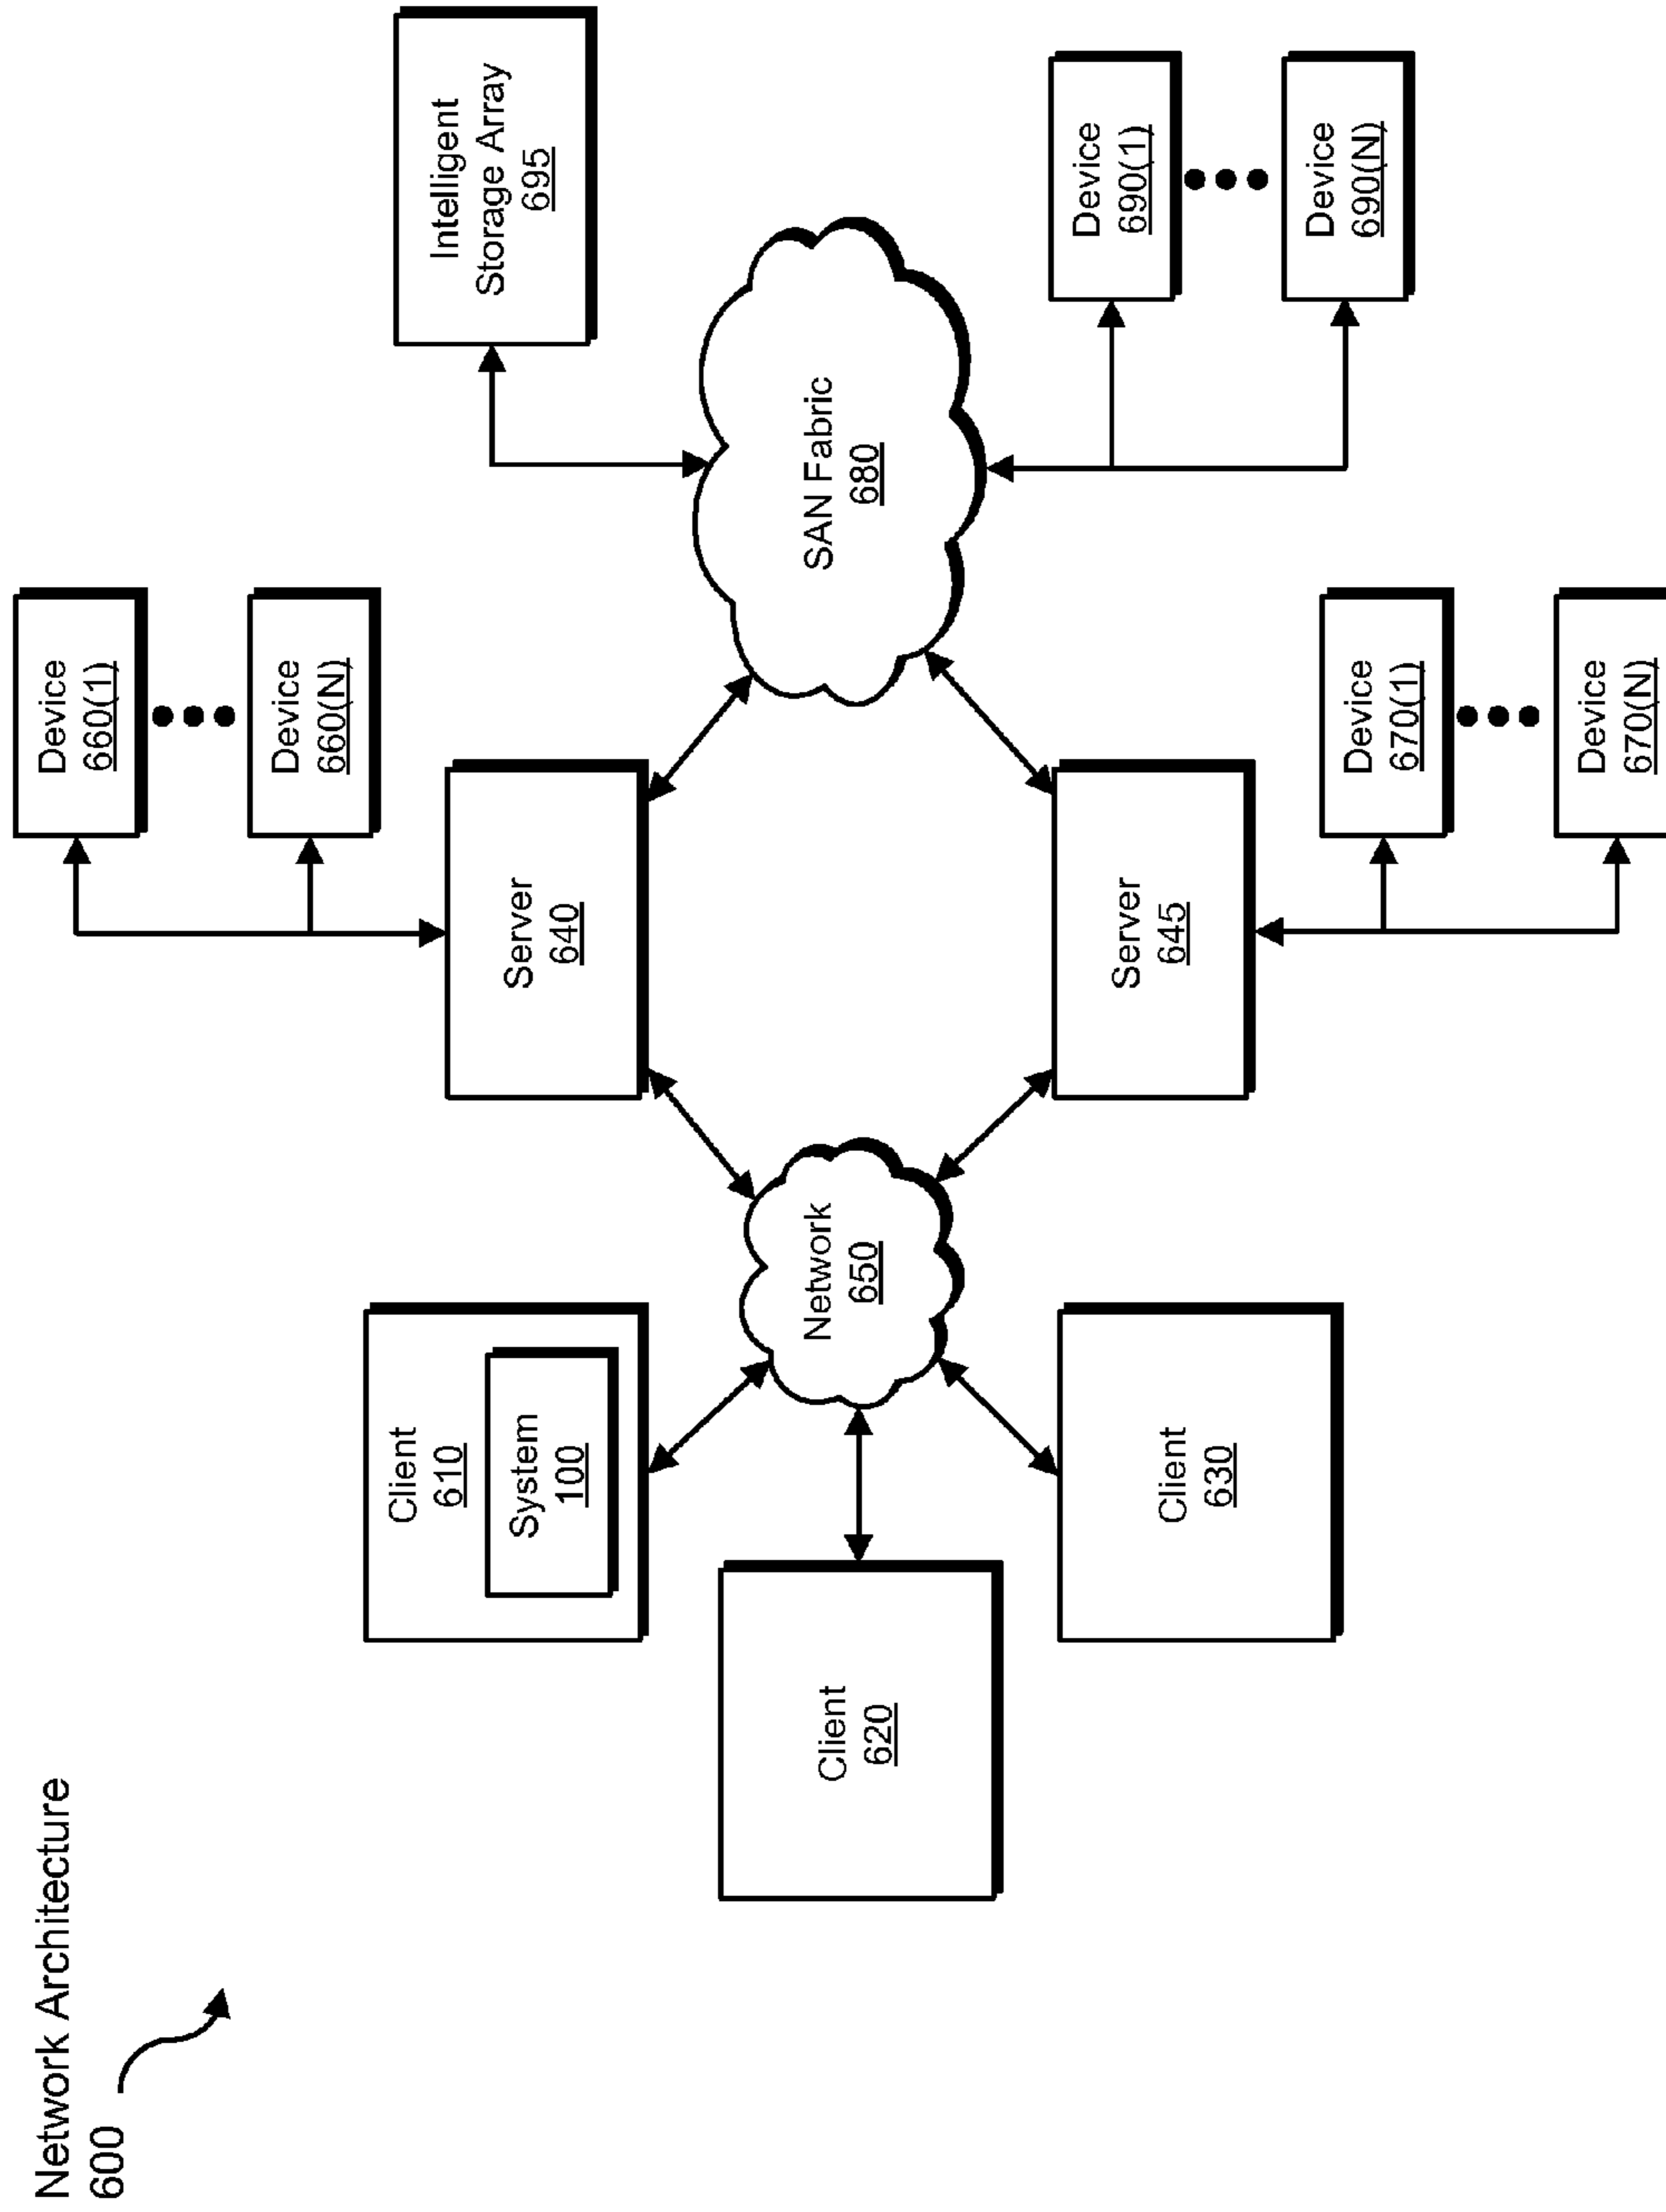 Network Architecture
600
Device
660(1)
Device
660(N)
Intelligent
Storage Array
695
Client
610
System
100
Server
640
Client
620
Network
650
SAN Fabric
680
Client
630
Server
645
Device
690(1)
Device
690(N)
Device
670(1)
Device
670(N)